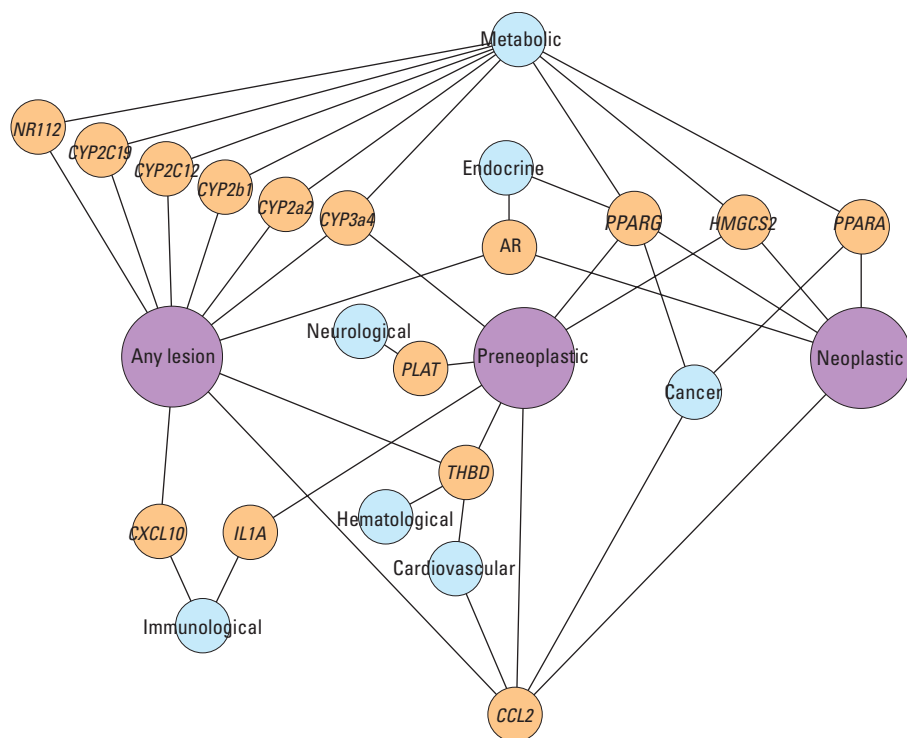 Metabolic
NR112
CYP2C19
CYP2C12
CYP2b1
CYP2a2
CYP3a4
Endocrine
AR
PPARG
HMGCS2
PPARA
Any lesion
Neurological
PLAT
Preneoplastic
Cancer
Neoplastic
THBD
CXCL10
IL1A
Hematological
Cardiovascular
Immunological
CCL2